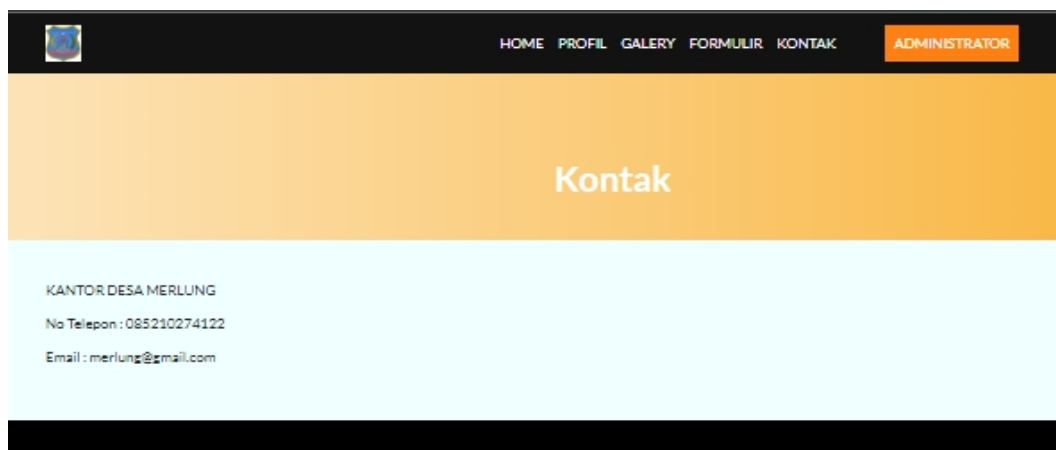 HOME PROFIL GALERY FORMULIR KONTAK ADMINISTRATOR
Kontak
KANTOR DESA MERLUNG
No Telepon : 085210274122
Email : merlung@gmail.com